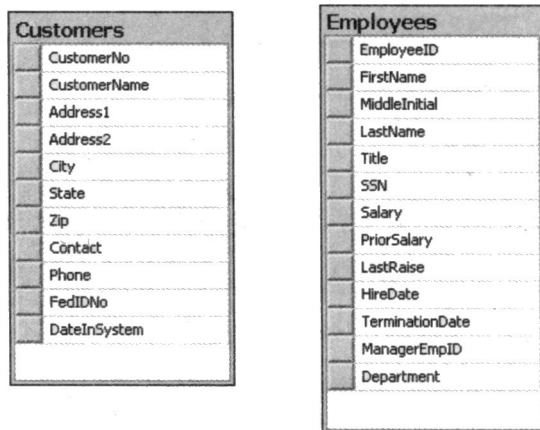 Customers
CustomerNo
CustomerName
Address1
Address2
City
State
Zip
Contact
Phone
FedIDNo
DateInSystem
Employees
EmployeeID
FirstName
MiddleInitial
LastName
Title
SSN
Salary
PriorSalary
LastRaise
HireDate
TerminationDate
ManagerEmpID
Department